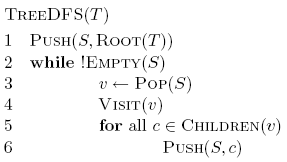 TREEDFS(T)
1 PUSH(S, ROOT(T))
2 while !EMPTY(S)
3 v ← POP(S)
4 VISIT(v)
5 for all c ∈ CHILDREN(v)
6 PUSH(S, c)